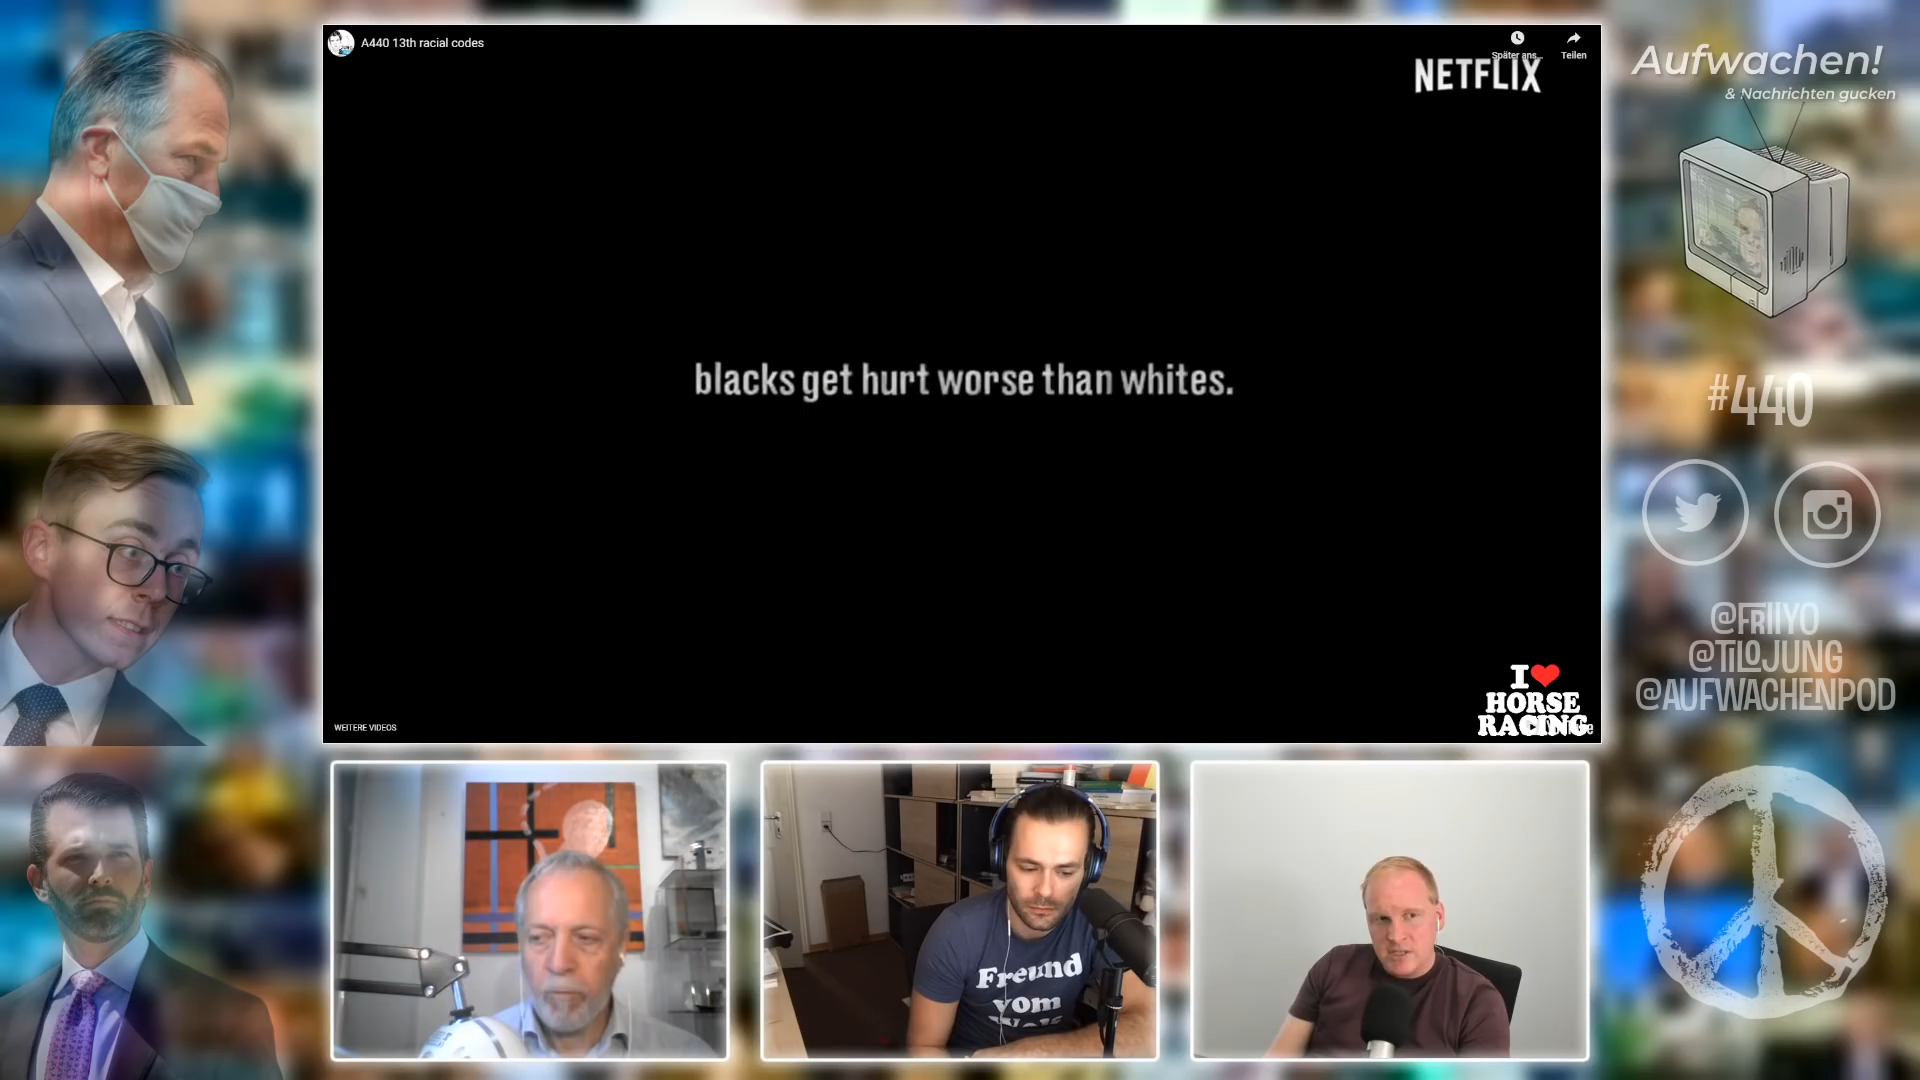 A440 13th racial codes
Später ans...
Teilen
NETFLIX
blacks get hurt worse than whites.
WEITERE VIDEOS
I
HORSE
RACING
Aufwachen!
& Nachrichten gucken
#440
@FRIIYO
@TILOJUNG
@AUFWACHENPOD
Freund
vom